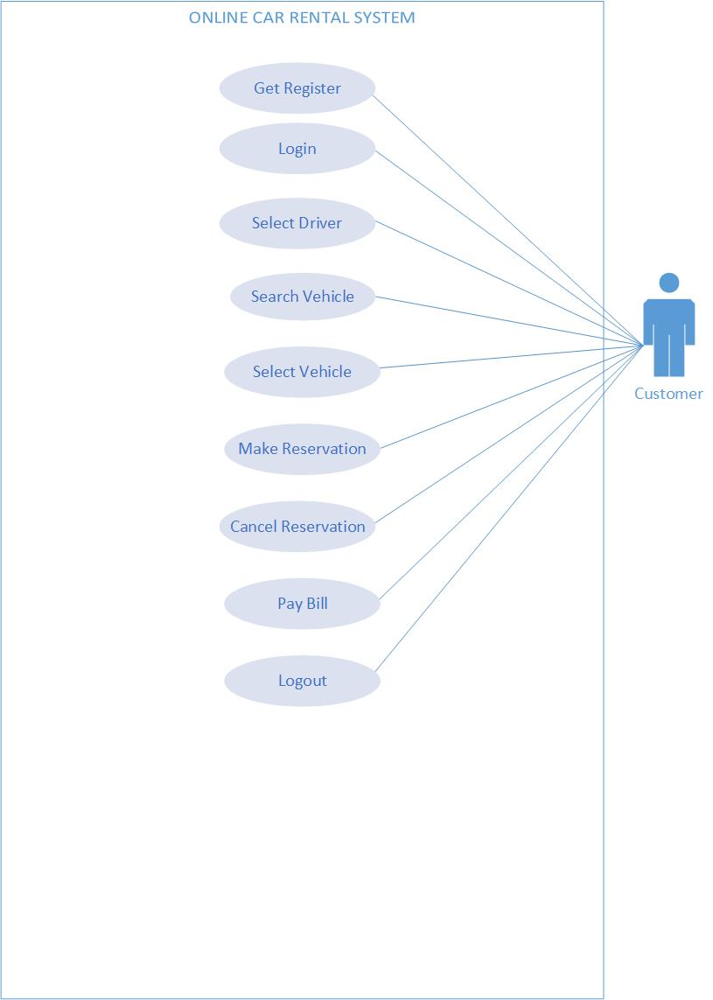 ONLINE CAR RENTAL SYSTEM
Get Register
Login
Select Driver
Search Vehicle
Select Vehicle
Customer
Make Reservation
Cancel Reservation
Pay Bill
Logout